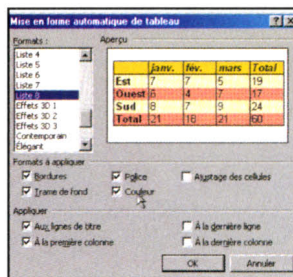 Mise en forme automatique de tableau
Formats :
Aperçu
Liste 4
Liste 5
Liste 6
Liste 7
Liste 8
Effets 3D 1
Effets 3D 2
Effets 3D 3
Contemporain
Élégant
janv. fév. mars Total
Est 7 7 5 19
Ouest 6 4 7 17
Sud 8 7 9 24
Total 21 18 21 60
Formats à appliquer
Bordures Police Ajustage des cellules
Trame de fond Couleur
Appliquer
Aux lignes de titre À la dernière ligne
À la première colonne À la dernière colonne
OK Annuler